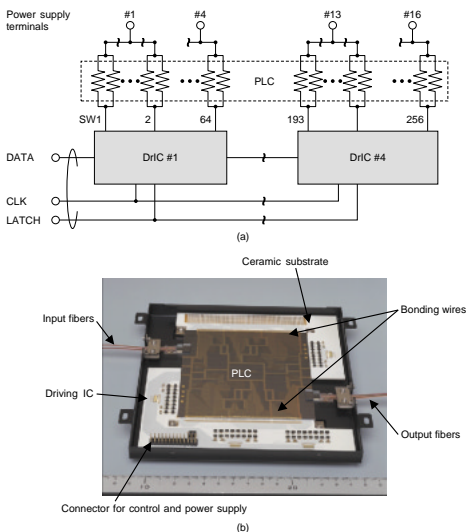 Power supply terminals
#1
#4
#13
#16
PLC
SW1
2
64
193
256
DATA
DrIC #1
DrIC #4
CLK
LATCH
(a)
Ceramic substrate
Input fibers
Bonding wires
PLC
Driving IC
Output fibers
Connector for control and power supply
(b)